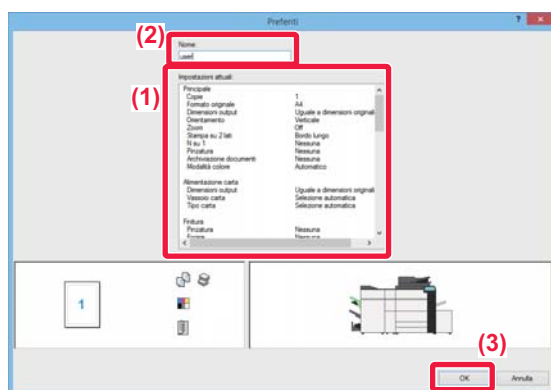 Preferiti
?
(2)
Nome:
user
(1)
Impostazioni attuali:
Principale
Copie 1
Formato originale A4
Dimensioni output Uguale a dimensioni originali
Orientamento Verticale
Zoom Off
Stampa su 2 lati Bordo lungo
N su 1 Nessuna
Pinzatura Nessuna
Archiviazione documenti Nessuna
Modalità colore Automatico
Alimentazione carta
Dimensioni output Uguale a dimensioni originali
Vassoio carta Selezione automatica
Tipo carta Selezione automatica
Finitura
Pinzatura Nessuna
1
(3)
OK
Annulla